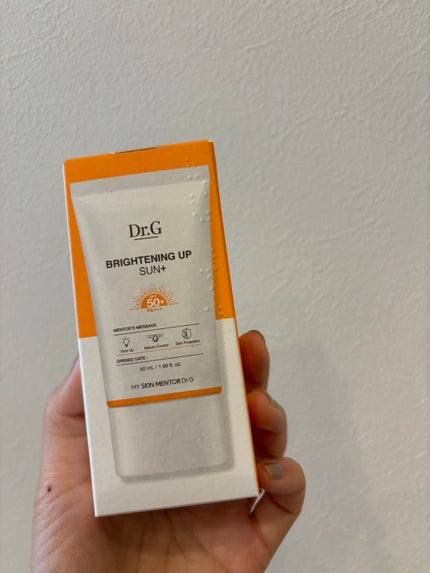 Dr.G
BRIGHTENING UP
SUN+
50+
PA+++
MENTOR'S MESSAGE
Tone Up
Sebum Control
Skin Protection
OPENED DATE :
50 mL / 1.69 fl. oz.
MY SKIN MENTOR Dr.G